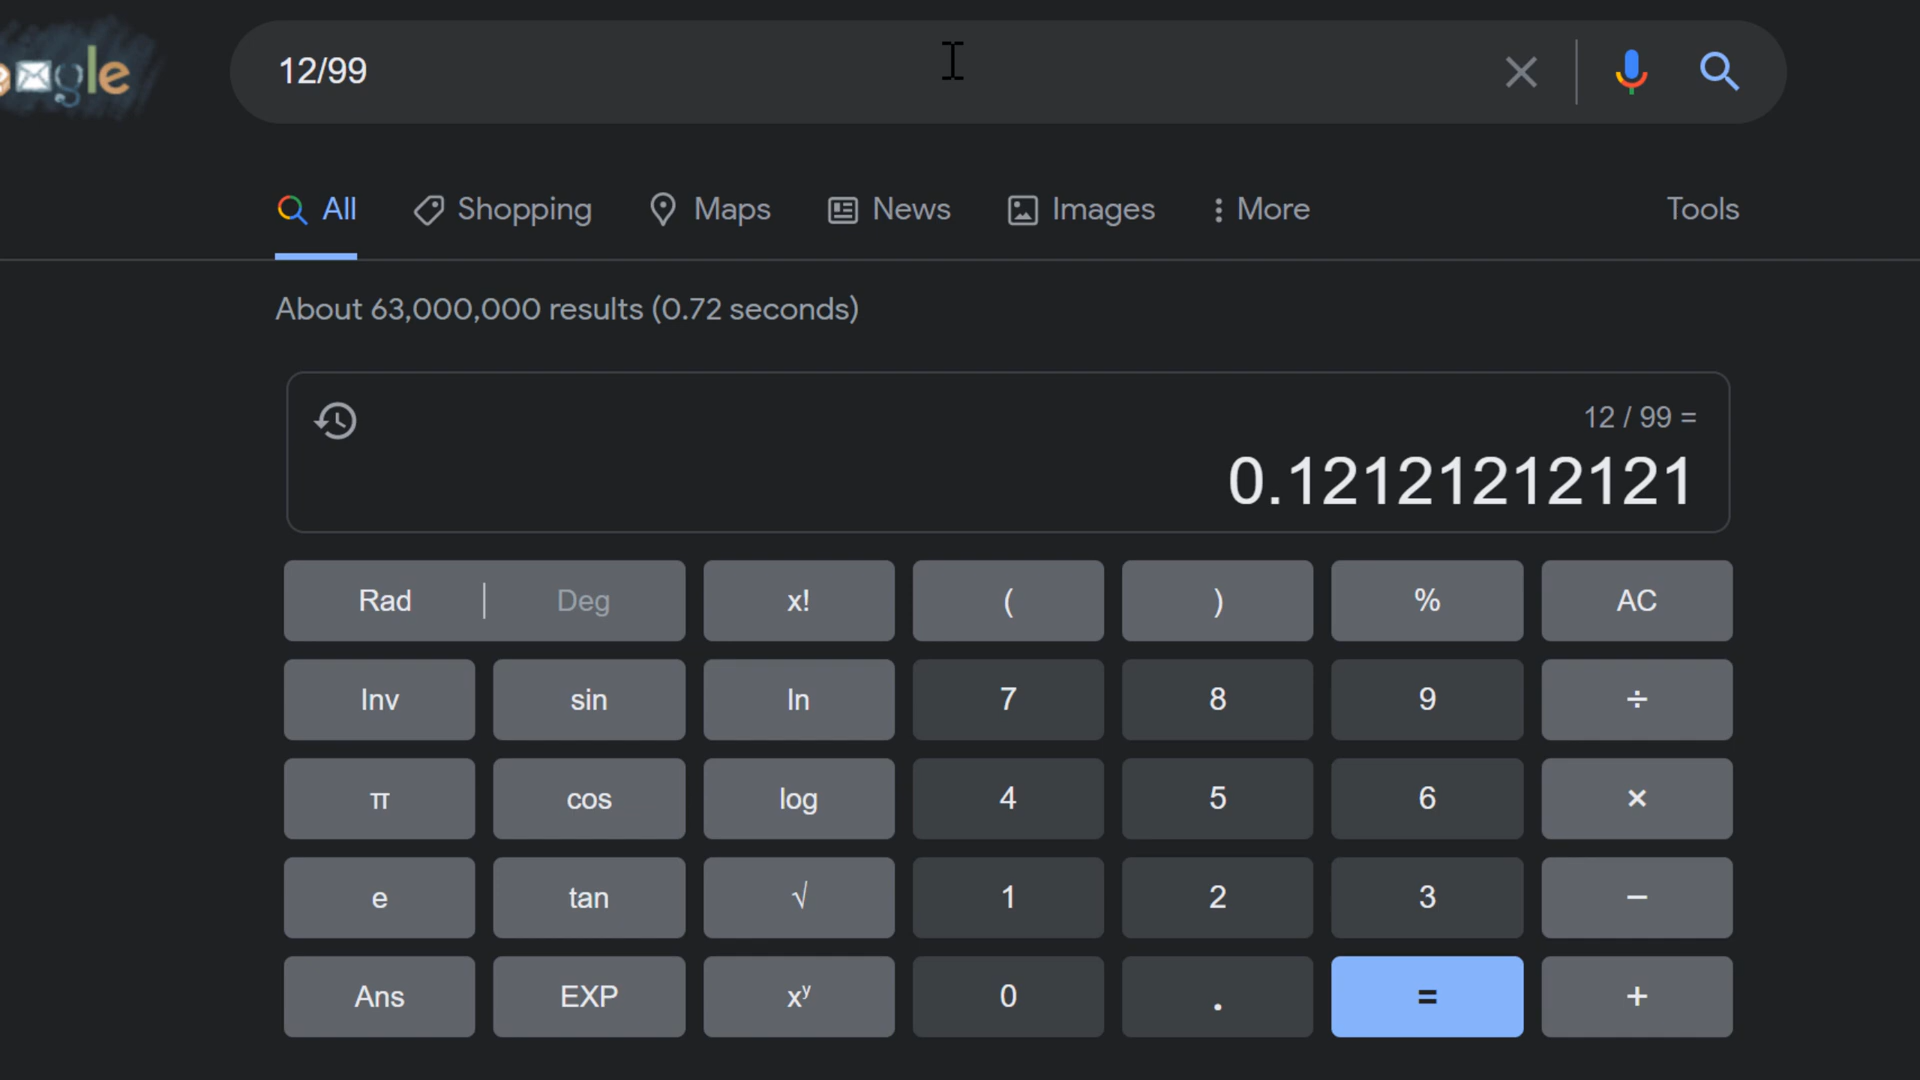 oogle
12/99
All Shopping Maps News Images More Tools
About 63,000,000 results (0.72 seconds)
12 / 99 =
0.12121212121
Rad | Deg x! ( ) % AC
Inv sin ln 7 8 9 ÷
π cos log 4 5 6 ×
e tan √ 1 2 3 −
Ans EXP xʸ 0 . = +